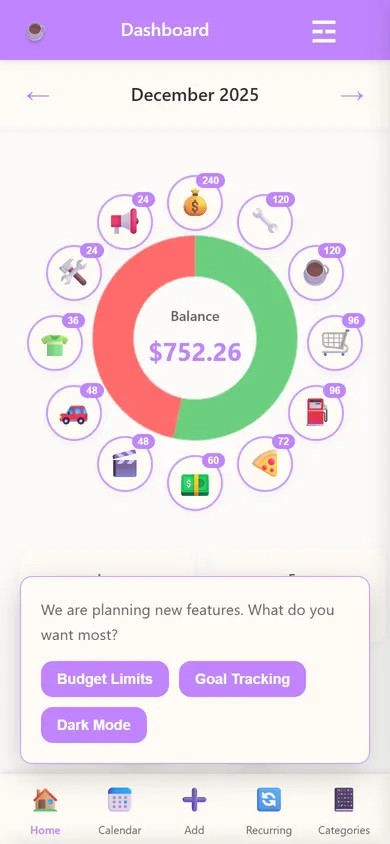 Dashboard
← December 2025 →
240
24
120
24
120
36
96
Balance
$752.26
48
96
48
72
60
We are planning new features. What do you
want most?
Budget Limits Goal Tracking
Dark Mode
Home Calendar Add Recurring Categories